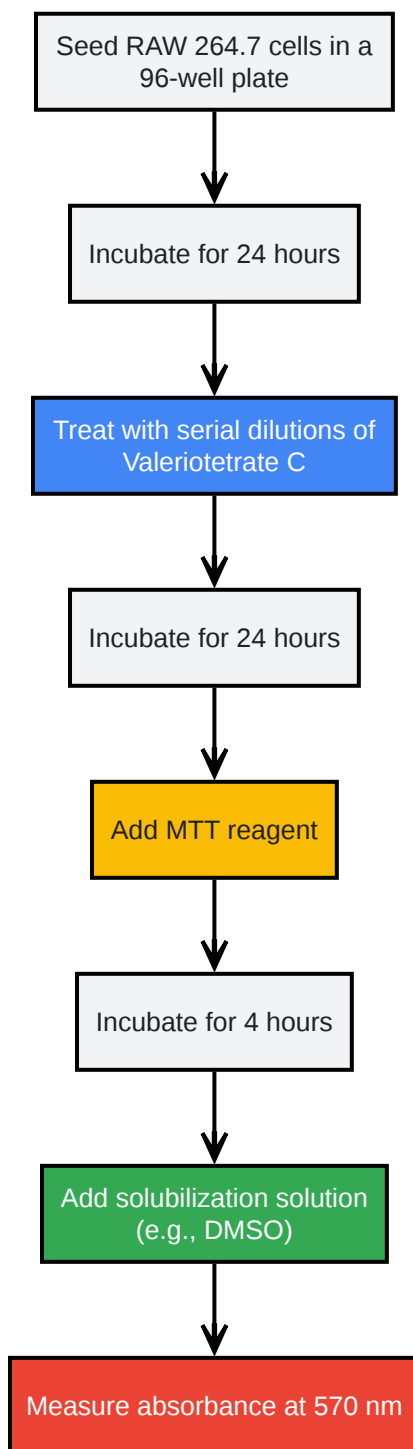 Seed RAW 264.7 cells in a
96-well plate
Incubate for 24 hours
Treat with serial dilutions of
Valeriotetrate C
Incubate for 24 hours
Add MTT reagent
Incubate for 4 hours
Add solubilization solution
(e.g., DMSO)
Measure absorbance at 570 nm